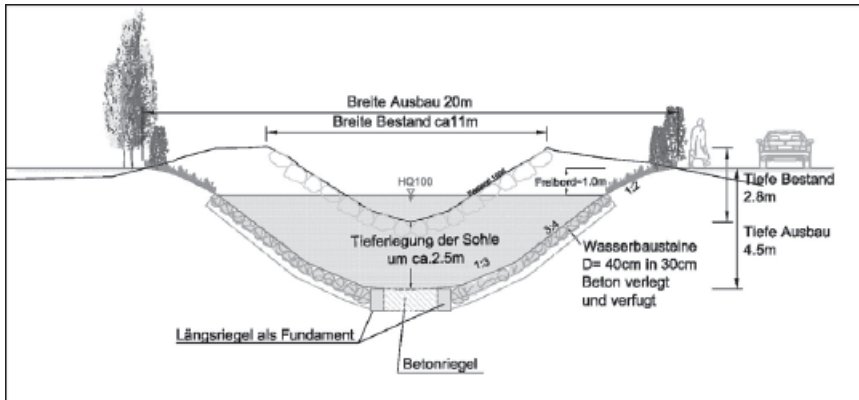 Breite Ausbau 20m
Breite Bestand ca11m
HQ100
Freibord~1.0m
1:2
Tiefe Bestand
2.8m
Tieferlegung der Sohle
um ca.2.5m
3:4
1:3
Wasserbausteine
D= 40cm in 30cm
Beton verlegt
und verfugt
Tiefe Ausbau
4.5m
Längsriegel als Fundament
Betonriegel